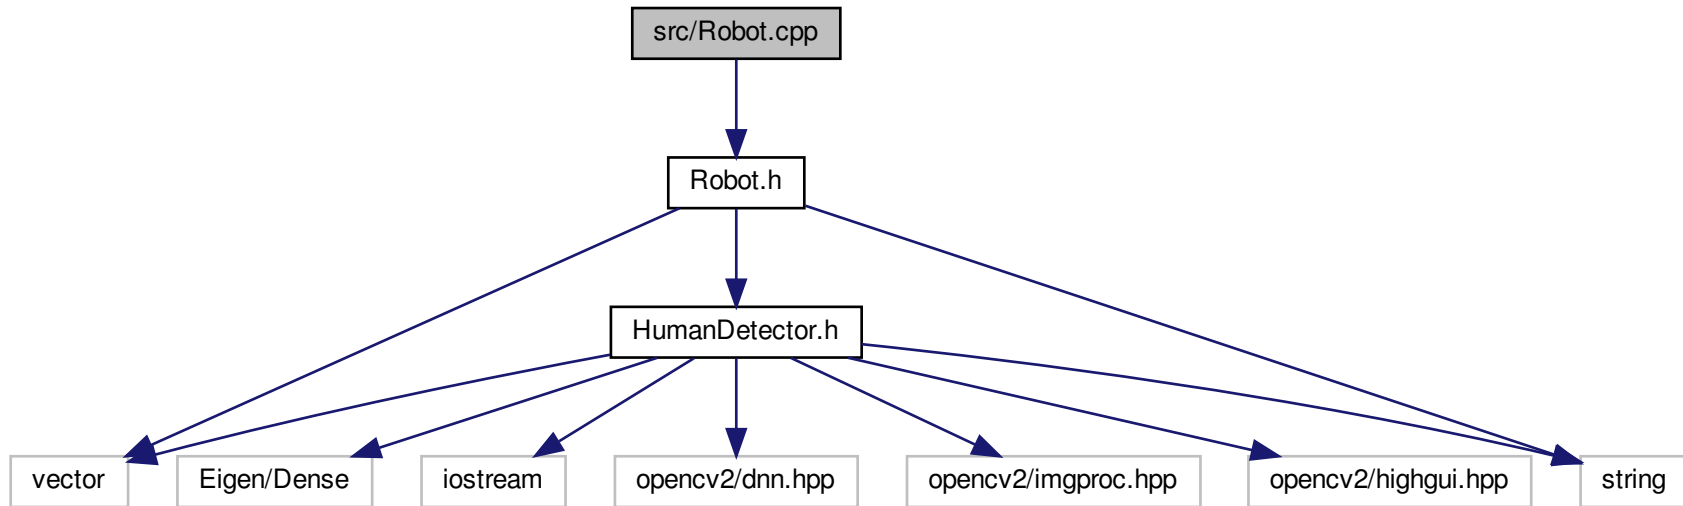 src/Robot.cpp
Robot.h
HumanDetector.h
vector
Eigen/Dense
iostream
opencv2/dnn.hpp
opencv2/imgproc.hpp
opencv2/highgui.hpp
string